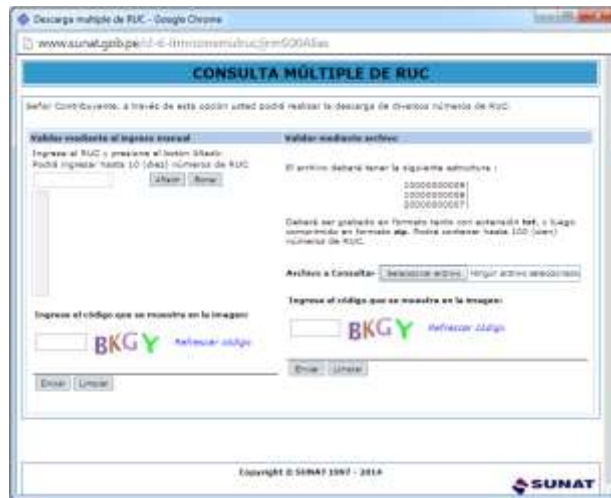 Descarga multiple de RUC - Google Chrome
www.sunat.gob.pe
CONSULTA MÚLTIPLE DE RUC
Señor Contribuyente, a través de esta opción usted podrá realizar la descarga de diversos números de RUC.
Validar mediante el ingreso manual
Ingrese el RUC y presione el botón Añadir
Podrá ingresar hasta 10 (diez) números de RUC
Añadir Borrar
Ingrese el código que se muestra en la imagen:
BKGY Refrescar código
Enviar Limpiar
Validar mediante archivo
El archivo deberá tener la siguiente estructura :
Deberá ser grabado en formato texto con extensión txt, y luego
comprimido en formato zip. Podrá contener hasta 100 (cien)
números de RUC.
Archivo a Consultar Seleccionar archivo Ningún archivo seleccionado
Ingrese el código que se muestra en la imagen:
BKGY Refrescar código
Enviar Limpiar
Copyright © SUNAT 1997 - 2014
SUNAT